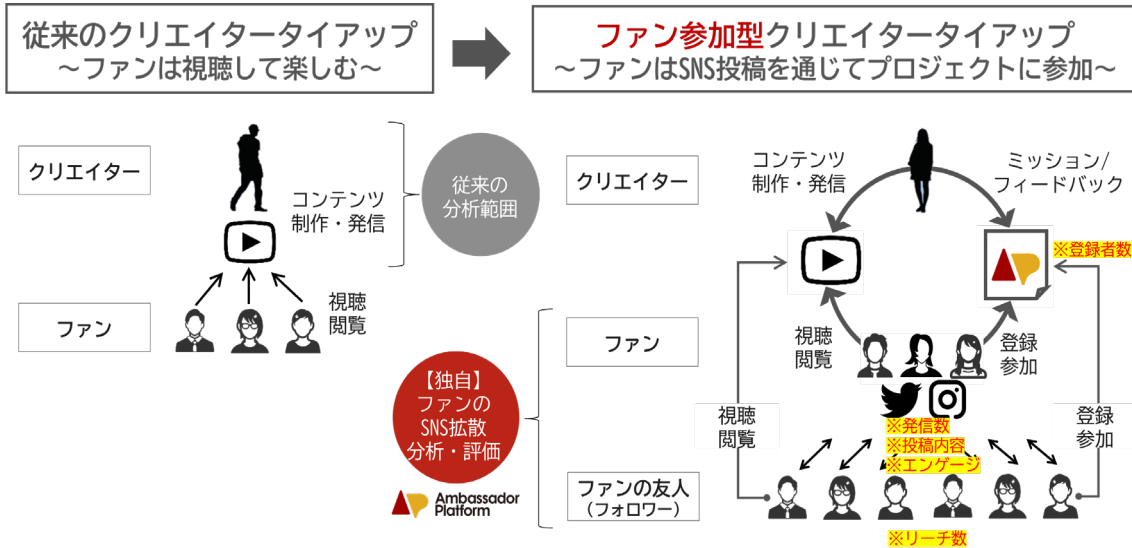 従来のクリエイタータイアップ
～ファンは視聴して楽しむ～
ファン参加型クリエイタータイアップ
～ファンはSNS投稿を通じてプロジェクトに参加～
クリエイター
コンテンツ
制作・発信
従来の
分析範囲
ファン
視聴
閲覧
【独自】
ファンの
SNS拡散
分析・評価
Ambassador
Platform
クリエイター
コンテンツ
制作・発信
ミッション/
フィードバック
※登録者数
ファン
視聴
閲覧
登録
参加
視聴
閲覧
※発信数
※投稿内容
※エンゲージ
登録
参加
ファンの友人
（フォロワー）
※リーチ数